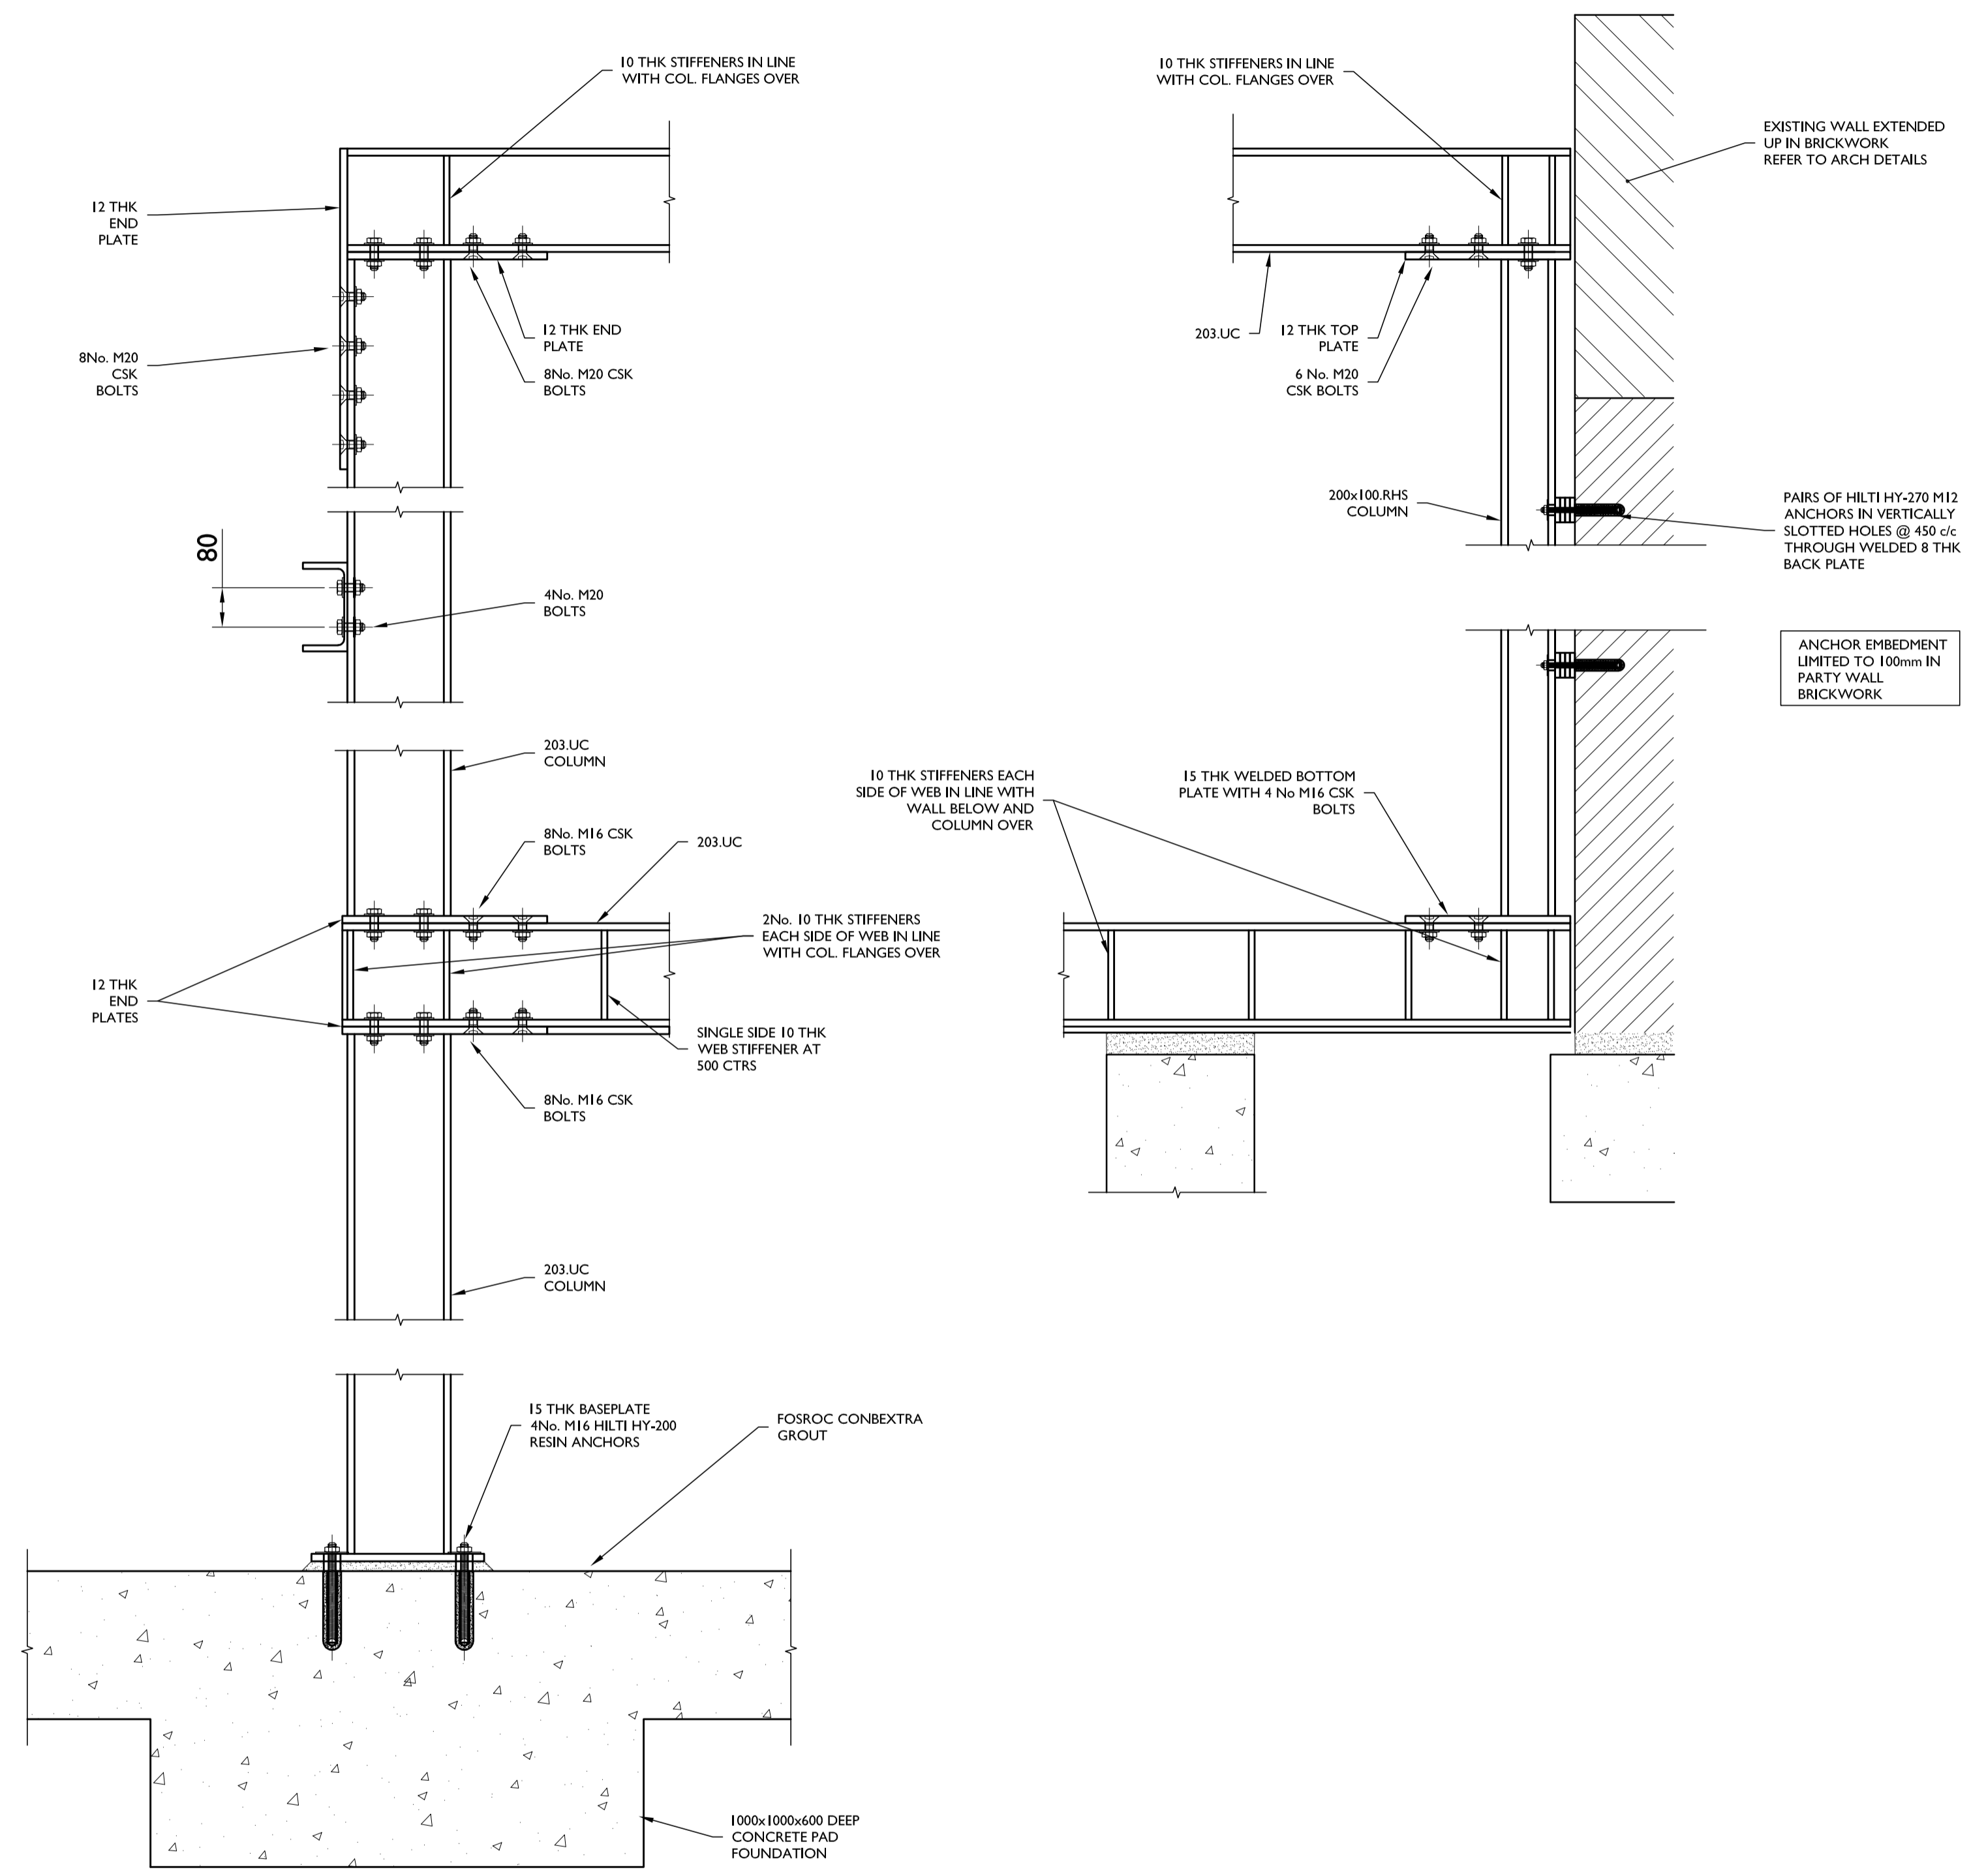 10 THK STIFFENERS IN LINE
WITH COL. FLANGES OVER
12 THK
END
PLATE
8No. M20
CSK
BOLTS
12 THK END
PLATE
8No. M20 CSK
BOLTS
80
4No. M20
BOLTS
203.UC
COLUMN
8No. M16 CSK
BOLTS
203.UC
2No. 10 THK STIFFENERS
EACH SIDE OF WEB IN LINE
WITH COL. FLANGES OVER
12 THK
END
PLATES
SINGLE SIDE 10 THK
WEB STIFFENER AT
500 CTRS
8No. M16 CSK
BOLTS
203.UC
COLUMN
15 THK BASEPLATE
4No. M16 HILTI HY-200
RESIN ANCHORS
FOSROC CONBEXTRA
GROUT
1000x1000x600 DEEP
CONCRETE PAD
FOUNDATION
10 THK STIFFENERS IN LINE
WITH COL. FLANGES OVER
EXISTING WALL EXTENDED
UP IN BRICKWORK
REFER TO ARCH DETAILS
203.UC
12 THK TOP
PLATE
6 No. M20
CSK BOLTS
200x100.RHS
COLUMN
PAIRS OF HILTI HY-270 M12
ANCHORS IN VERTICALLY
SLOTTED HOLES @ 450 c/c
THROUGH WELDED 8 THK
BACK PLATE
ANCHOR EMBEDMENT
LIMITED TO 100mm IN
PARTY WALL
BRICKWORK
10 THK STIFFENERS EACH
SIDE OF WEB IN LINE WITH
WALL BELOW AND
COLUMN OVER
15 THK WELDED BOTTOM
PLATE WITH 4 No M16 CSK
BOLTS